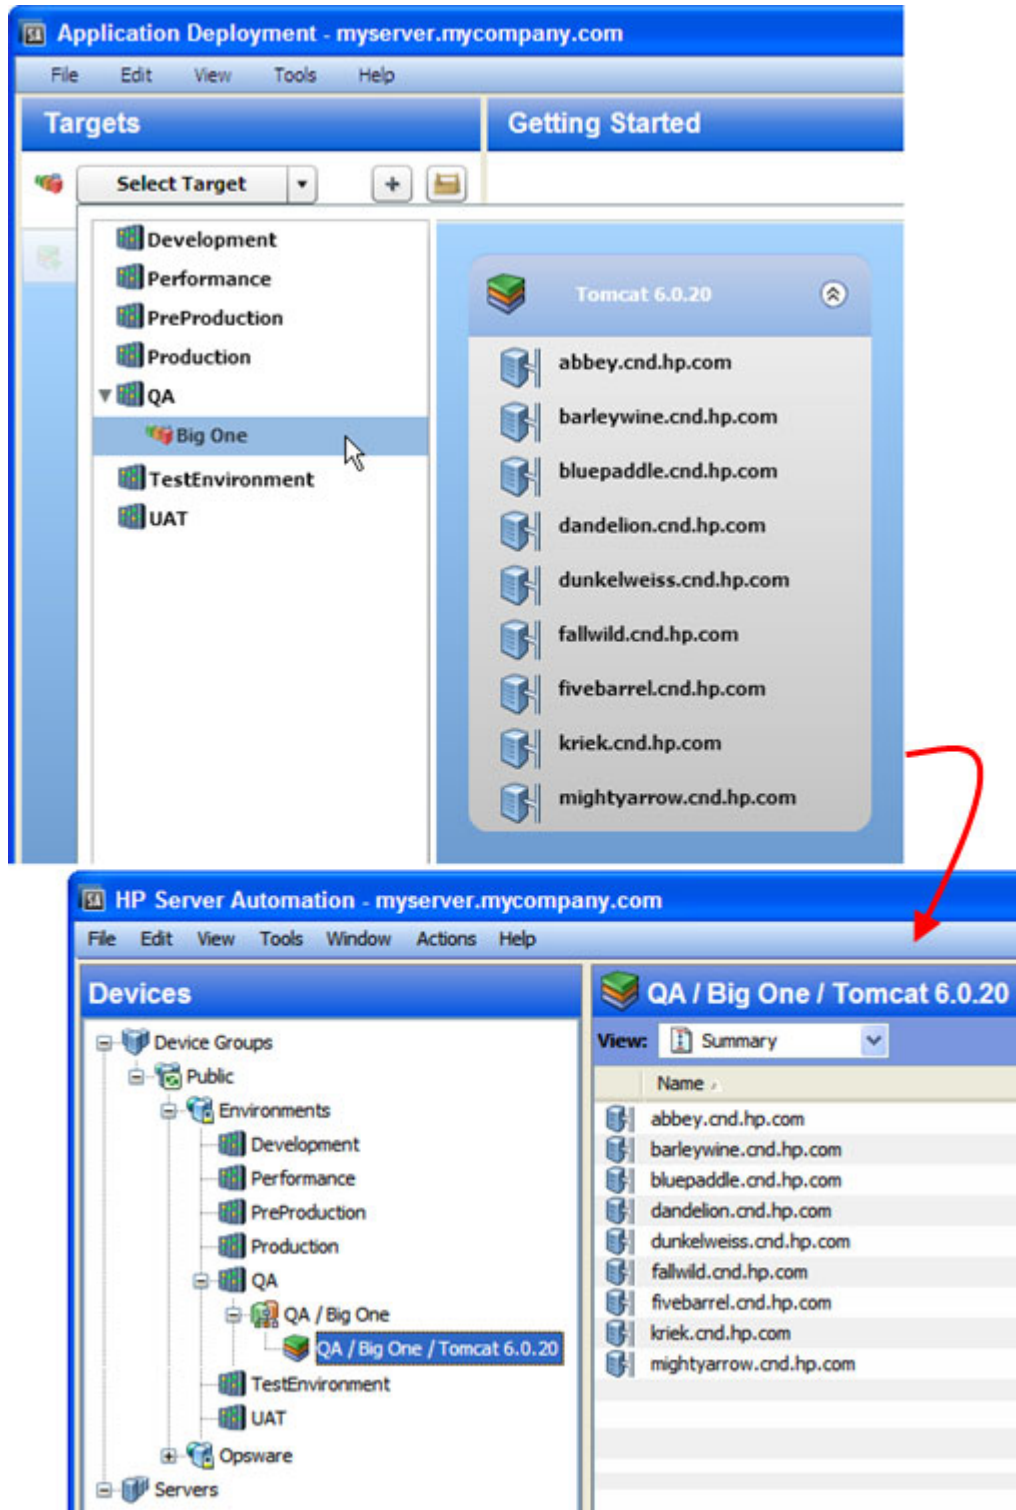 SA Application Deployment - myserver.mycompany.com
File Edit View Tools Help
Targets
Getting Started
Select Target
+
Development
Performance
PreProduction
Production
QA
Big One
TestEnvironment
UAT
Tomcat 6.0.20
abbey.cnd.hp.com
barleywine.cnd.hp.com
bluepaddle.cnd.hp.com
dandelion.cnd.hp.com
dunkelweiss.cnd.hp.com
fallwild.cnd.hp.com
fivebarrel.cnd.hp.com
kriek.cnd.hp.com
mightyarrow.cnd.hp.com
SA HP Server Automation - myserver.mycompany.com
File Edit View Tools Window Actions Help
Devices
Device Groups
Public
Environments
Development
Performance
PreProduction
Production
QA
QA / Big One
QA / Big One / Tomcat 6.0.20
TestEnvironment
UAT
Opsware
Servers
QA / Big One / Tomcat 6.0.20
View: Summary
Name
abbey.cnd.hp.com
barleywine.cnd.hp.com
bluepaddle.cnd.hp.com
dandelion.cnd.hp.com
dunkelweiss.cnd.hp.com
fallwild.cnd.hp.com
fivebarrel.cnd.hp.com
kriek.cnd.hp.com
mightyarrow.cnd.hp.com